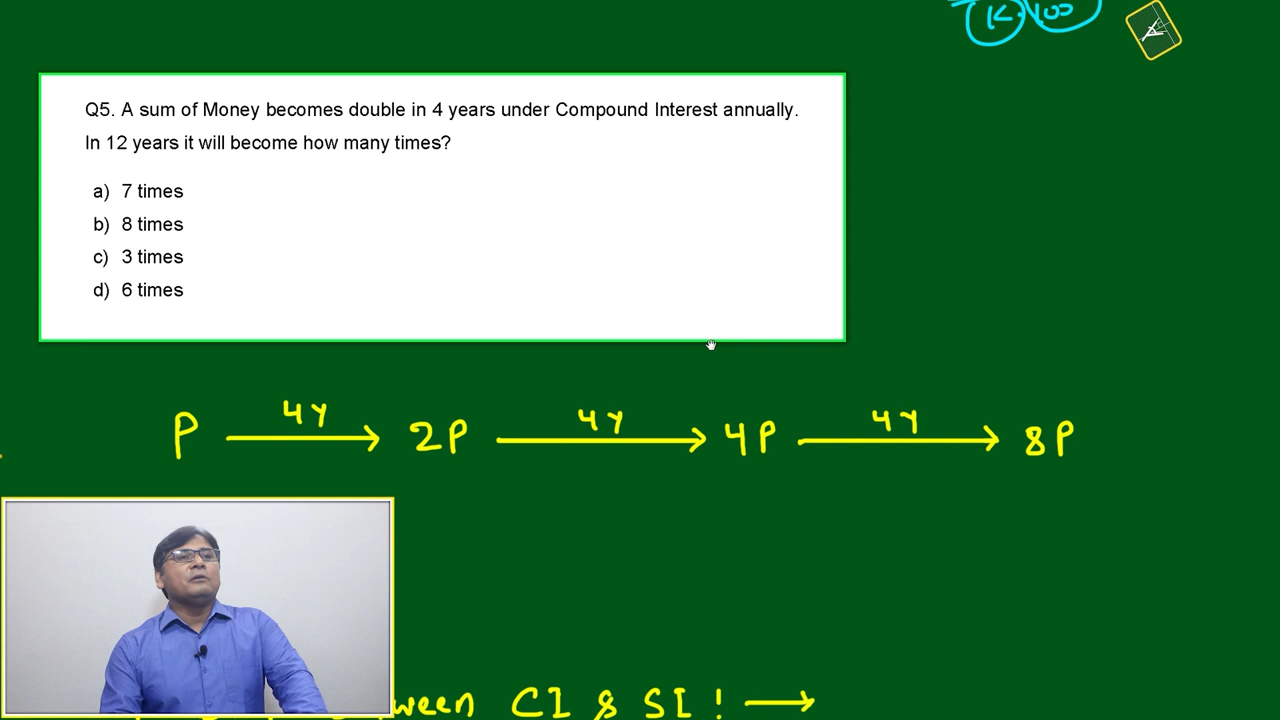 K 100
Q5. A sum of Money becomes double in 4 years under Compound Interest annually.
In 12 years it will become how many times?
a) 7 times
b) 8 times
c) 3 times
d) 6 times
P 4Y → 2P 4Y → 4P 4Y → 8P
ween CI & SI ! →